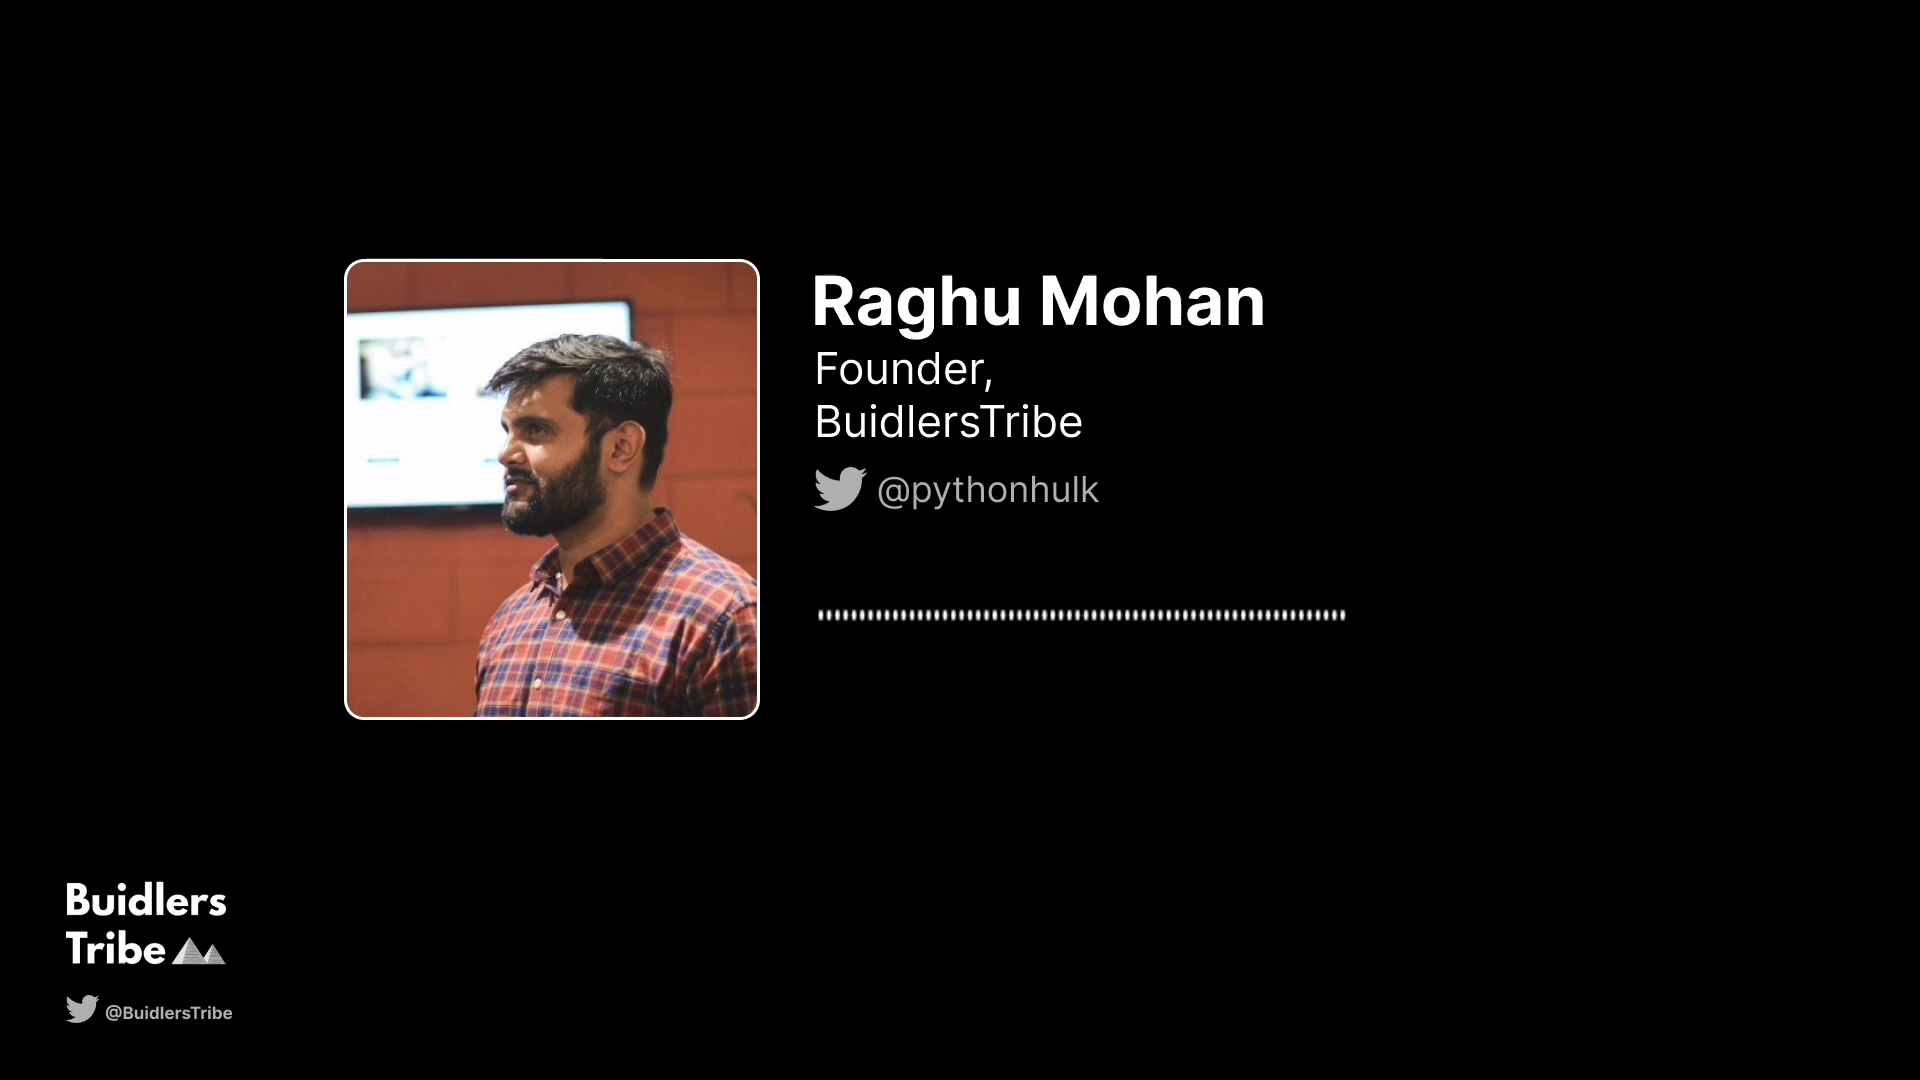 Raghu Mohan
Founder,
BuidlersTribe
@pythonhulk
Buidlers
Tribe
@BuidlersTribe